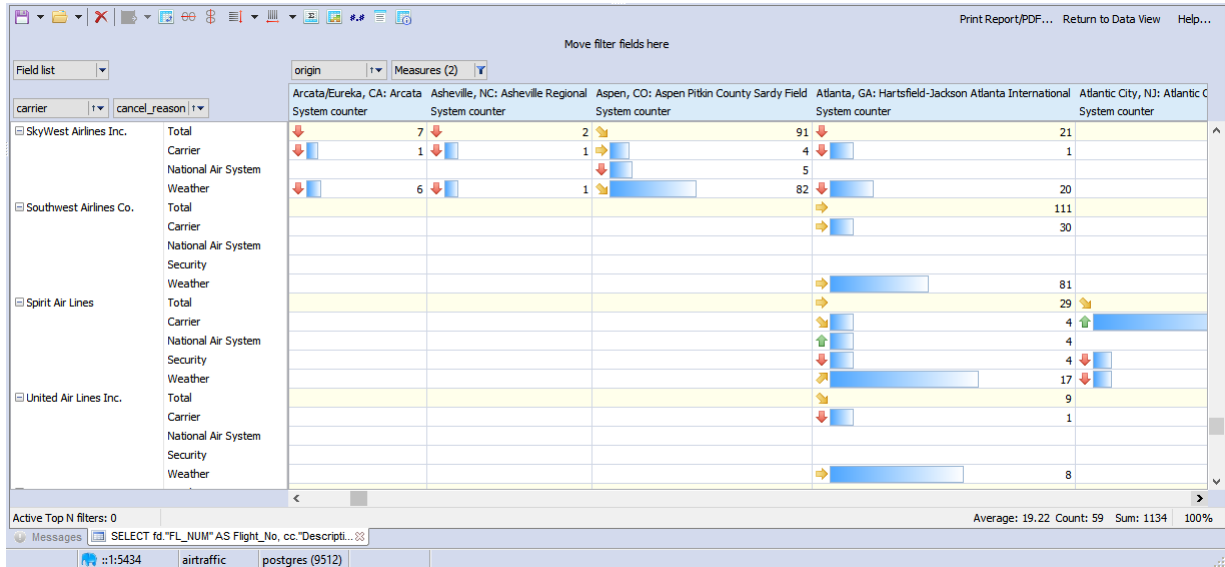 Print Report/PDF... Return to Data View Help...
Move filter fields here
Field list origin Measures (2)
Arcata/Eureka, CA: Arcata Asheville, NC: Asheville Regional Aspen, CO: Aspen Pitkin County Sardy Field Atlanta, GA: Hartsfield-Jackson Atlanta International Atlantic City, NJ: Atlantic C
carrier cancel_reason System counter System counter System counter System counter System counter
SkyWest Airlines Inc. Total 7 2 91 21
Carrier 1 1 4 1
National Air System 5
Weather 6 1 82 20
Southwest Airlines Co. Total 111
Carrier 30
National Air System
Security
Weather 81
Spirit Air Lines Total 29
Carrier 4
National Air System 4
Security 4
Weather 17
United Air Lines Inc. Total 9
Carrier 1
National Air System
Security
Weather 8
Active Top N filters: 0 Average: 19.22 Count: 59 Sum: 1134 100%
Messages SELECT fd."FL_NUM" AS Flight_No, cc."Descripti...
::1:5434 airtraffic postgres (9512)